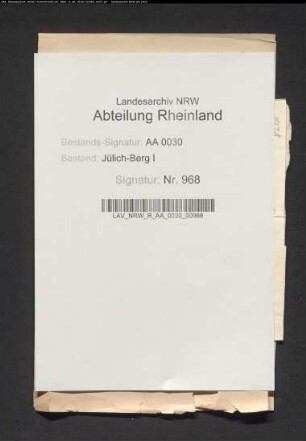 Landesarchiv NRW
Abteilung Rheinland
Bestands-Signatur: AA 0030
Bestand: Jülich-Berg I
Signatur: Nr. 968
LAV_NRW_R_AA_0030_00968